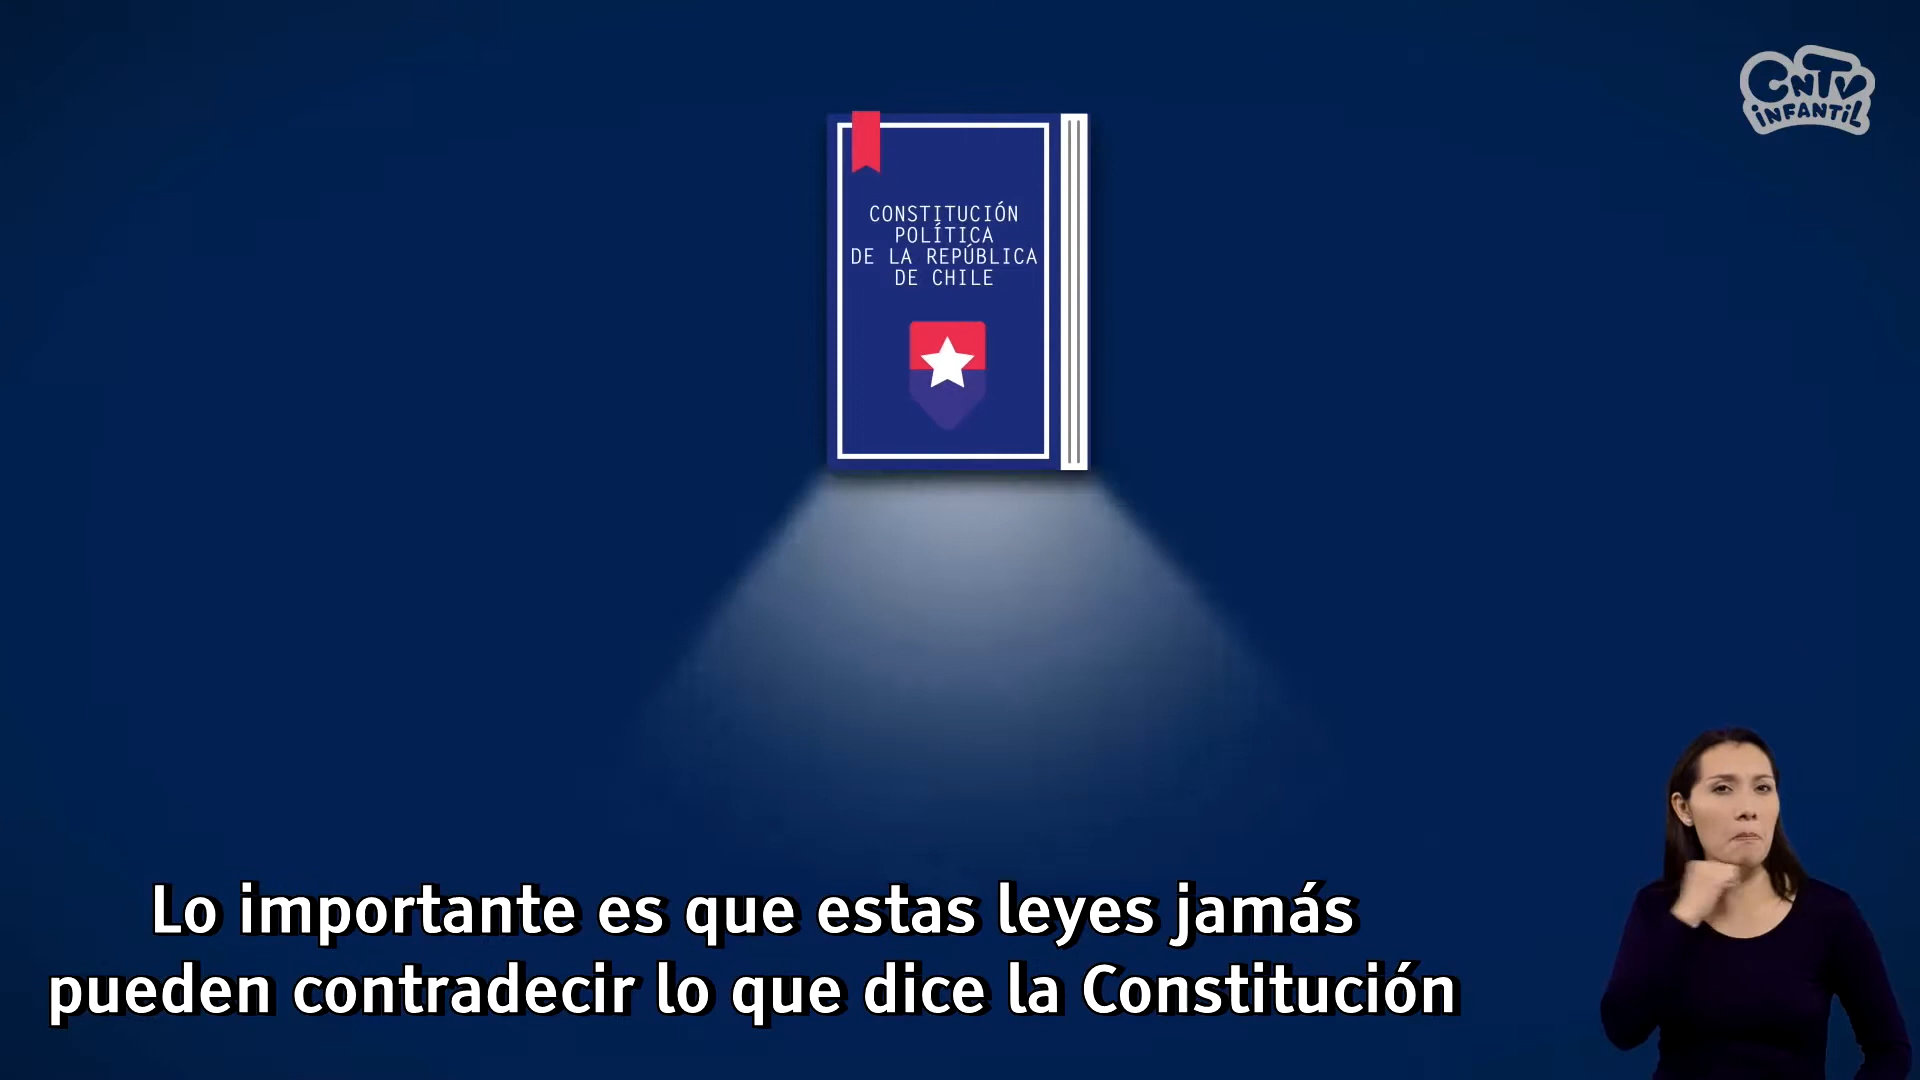 CNTV
INFANTIL
CONSTITUCIÓN
POLÍTICA
DE LA REPÚBLICA
DE CHILE
Lo importante es que estas leyes jamás
pueden contradecir lo que dice la Constitución